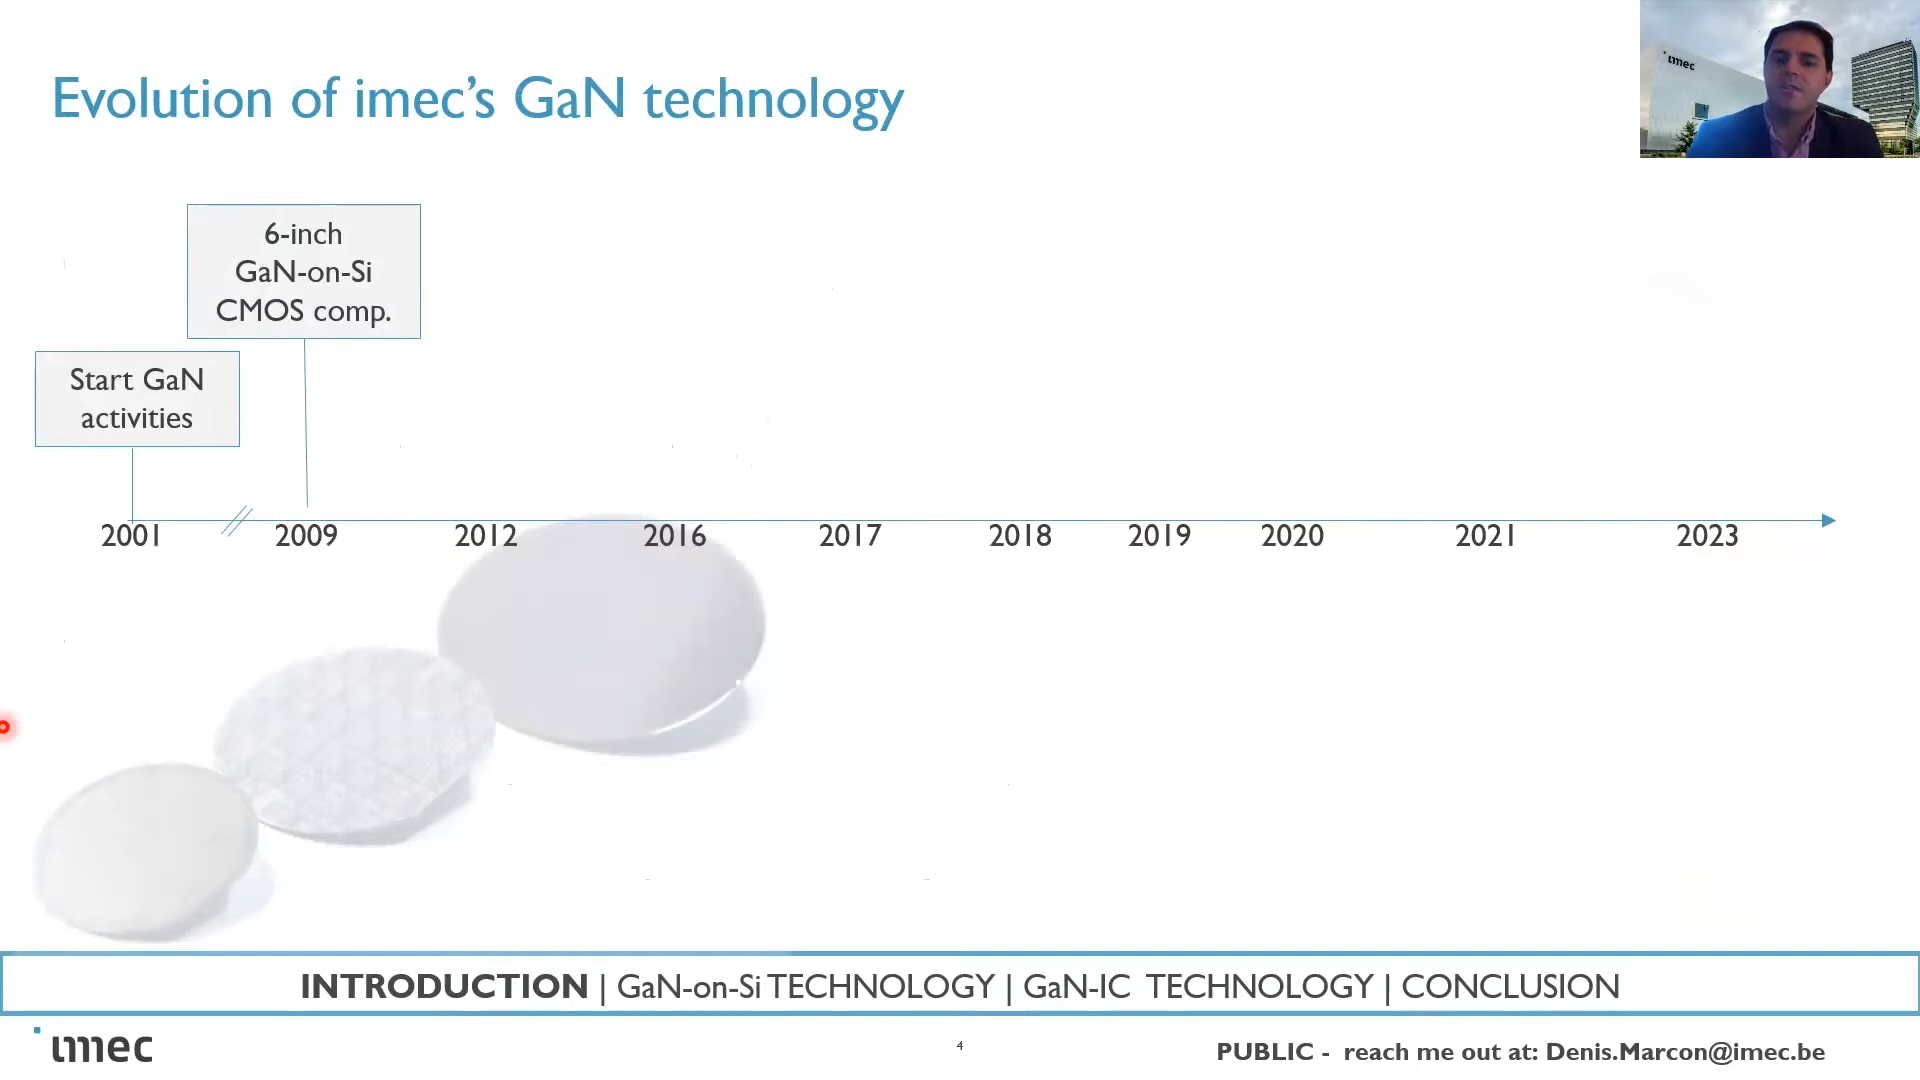 Evolution of imec's GaN technology
imec
6-inch
GaN-on-Si
CMOS comp.
Start GaN
activities
2001
2009
2012
2016
2017
2018
2019
2020
2021
2023
INTRODUCTION | GaN-on-Si TECHNOLOGY | GaN-IC TECHNOLOGY | CONCLUSION
imec
4
PUBLIC - reach me out at: Denis.Marcon@imec.be